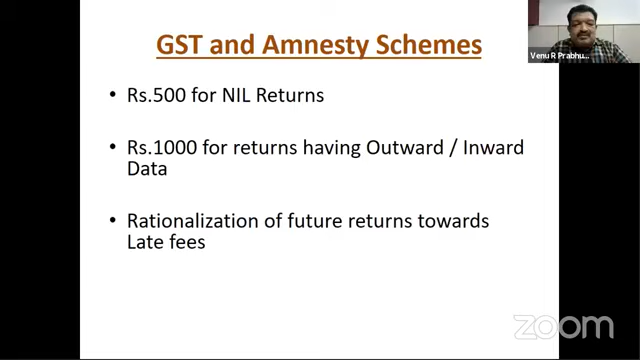 GST and Amnesty Schemes
Venu R Prabhu...
• Rs.500 for NIL Returns
• Rs.1000 for returns having Outward / Inward
Data
• Rationalization of future returns towards
Late fees
zoom